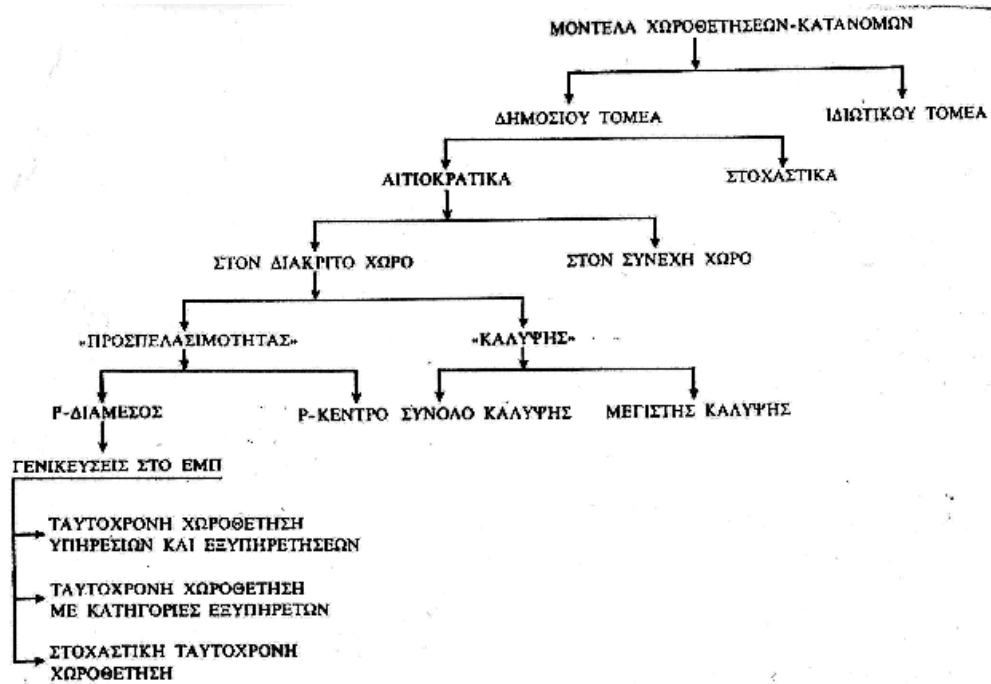 ΜΟΝΤΕΛΑ ΧΩΡΟΘΕΤΗΣΕΩΝ-ΚΑΤΑΝΟΜΩΝ
ΔΗΜΟΣΙΟΥ ΤΟΜΕΑ
ΙΔΙΩΤΙΚΟΥ ΤΟΜΕΑ
ΑΙΤΙΟΚΡΑΤΙΚΑ
ΣΤΟΧΑΣΤΙΚΑ
ΣΤΟΝ ΔΙΑΚΡΙΤΟ ΧΩΡΟ
ΣΤΟΝ ΣΥΝΕΧΗ ΧΩΡΟ
«ΠΡΟΣΠΕΛΑΣΙΜΟΤΗΤΑΣ»
«ΚΑΛΥΨΗΣ»
Ρ-ΔΙΑΜΕΣΟΣ
Ρ-ΚΕΝΤΡΟ
ΣΥΝΟΛΟ ΚΑΛΥΨΗΣ
ΜΕΓΙΣΤΗΣ ΚΑΛΥΨΗΣ
ΓΕΝΙΚΕΥΣΕΙΣ ΣΤΟ ΕΜΠ
ΤΑΥΤΟΧΡΟΝΗ ΧΩΡΟΘΕΤΗΣΗ
ΥΠΗΡΕΣΙΩΝ ΚΑΙ ΕΞΥΠΗΡΕΤΗΣΕΩΝ
ΤΑΥΤΟΧΡΟΝΗ ΧΩΡΟΘΕΤΗΣΗ
ΜΕ ΚΑΤΗΓΟΡΙΕΣ ΕΞΥΠΗΡΕΤΩΝ
ΣΤΟΧΑΣΤΙΚΗ ΤΑΥΤΟΧΡΟΝΗ
ΧΩΡΟΘΕΤΗΣΗ